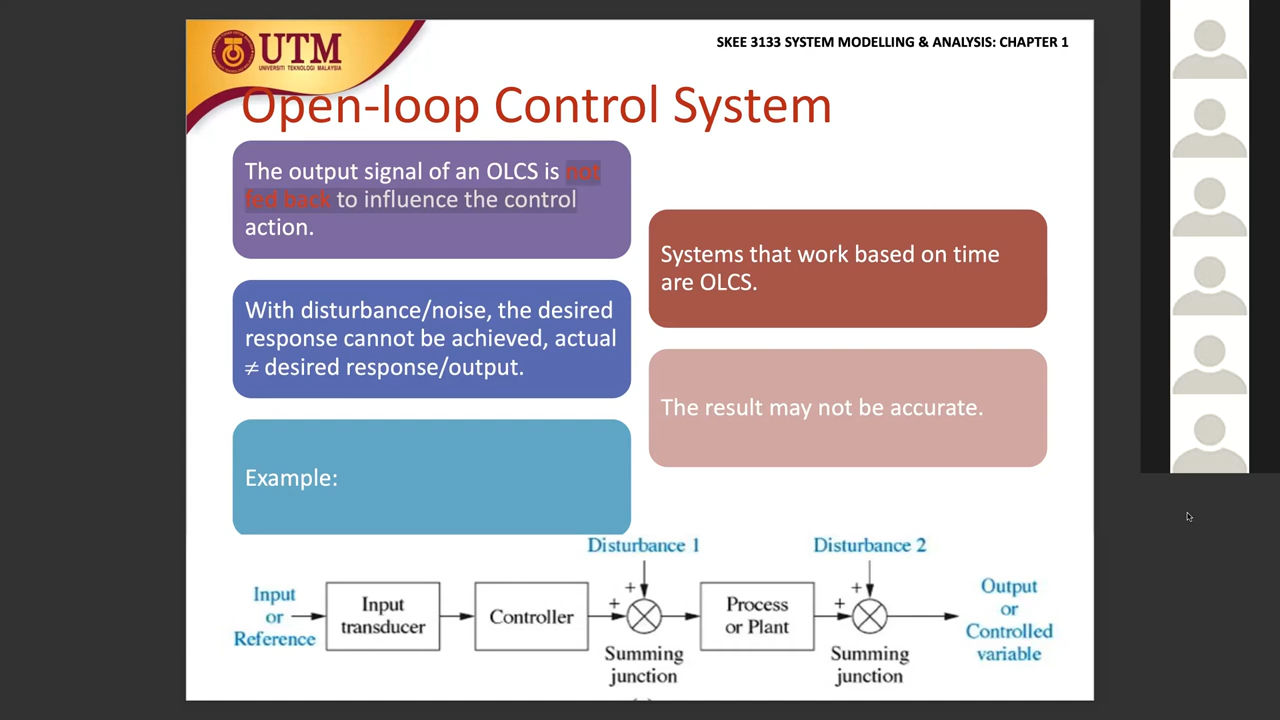 UTM
UNIVERSITI TEKNOLOGI MALAYSIA
SKEE 3133 SYSTEM MODELLING & ANALYSIS: CHAPTER 1
Open-loop Control System
The output signal of an OLCS is not
fed back to influence the control
action.
With disturbance/noise, the desired
response cannot be achieved, actual
≠ desired response/output.
Example:
Systems that work based on time
are OLCS.
The result may not be accurate.
Disturbance 1
Disturbance 2
Input
or
Reference
Input
transducer
Controller
+
+
Summing
junction
Process
or Plant
+
+
Summing
junction
Output
or
Controlled
variable